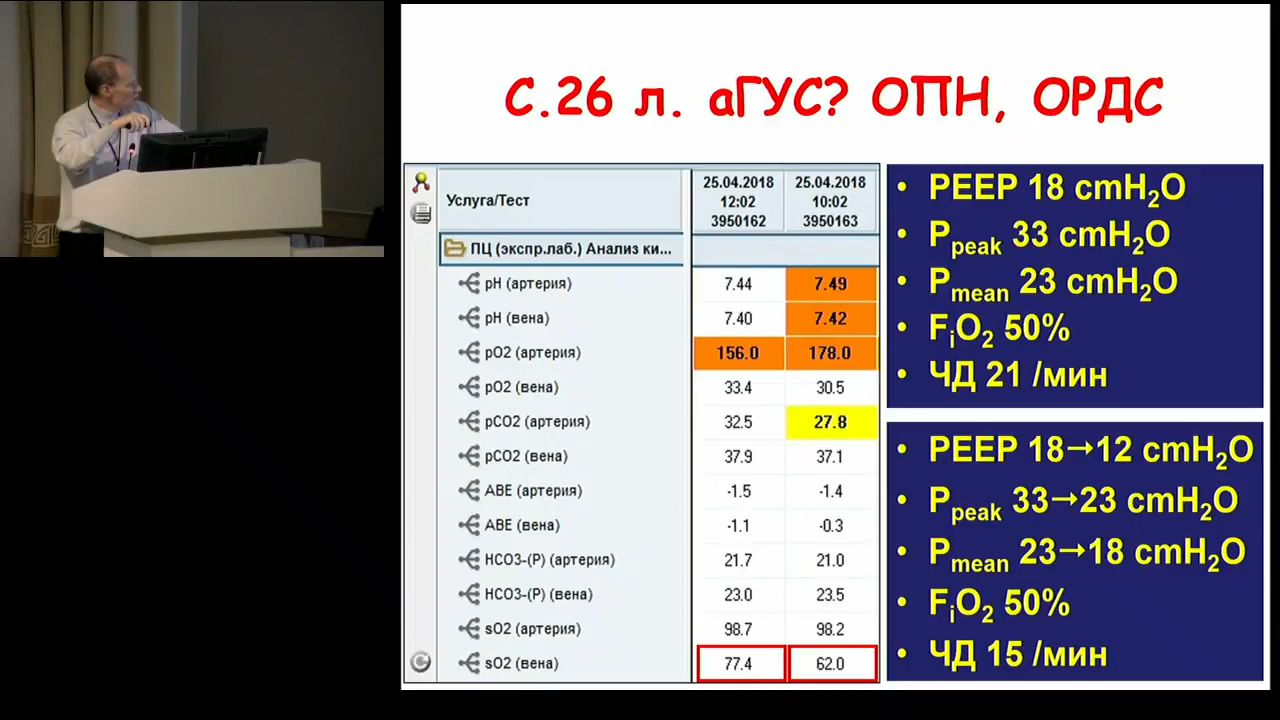 С.26 л. аГУС? ОПН, ОРДС
Услуга/Тест
25.04.2018 25.04.2018
12:02 10:02
3950162 3950163
ПЦ (экспр.лаб.) Анализ ки...
pH (артерия) 7.44 7.49
pH (вена) 7.40 7.42
pO2 (артерия) 156.0 178.0
pO2 (вена) 33.4 30.5
pCO2 (артерия) 32.5 27.8
pCO2 (вена) 37.9 37.1
ABE (артерия) -1.5 -1.4
ABE (вена) -1.1 -0.3
HCO3-(P) (артерия) 21.7 21.0
HCO3-(P) (вена) 23.0 23.5
sO2 (артерия) 98.7 98.2
sO2 (вена) 77.4 62.0
• PEEP 18 cmH₂O
• Ppeak 33 cmH₂O
• Pmean 23 cmH₂O
• FiO₂ 50%
• ЧД 21 /мин
• PEEP 18→12 cmH₂O
• Ppeak 33→23 cmH₂O
• Pmean 23→18 cmH₂O
• FiO₂ 50%
• ЧД 15 /мин